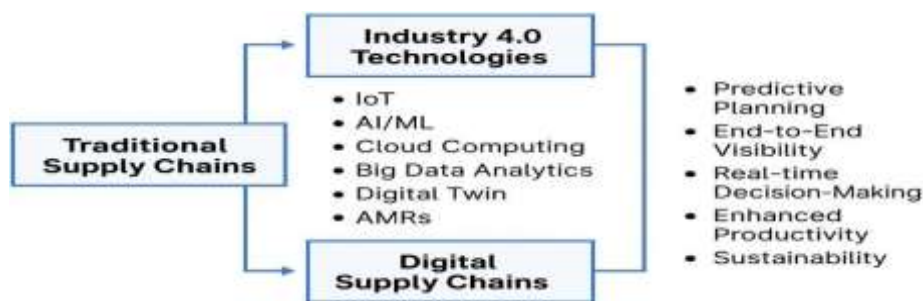 Industry 4.0
Technologies
Traditional
Supply Chains
• IoT
• AI/ML
• Cloud Computing
• Big Data Analytics
• Digital Twin
• AMRs
Digital
Supply Chains
• Predictive
Planning
• End-to-End
Visibility
• Real-time
Decision-Making
• Enhanced
Productivity
• Sustainability